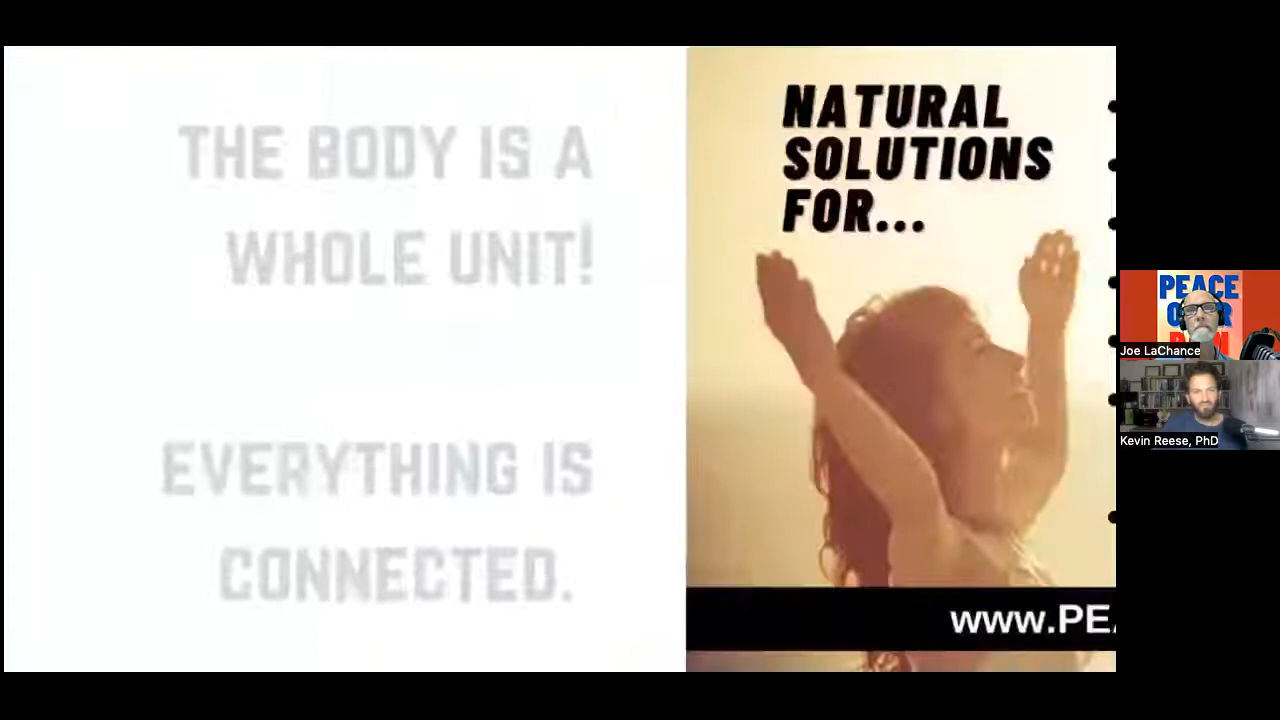 THE BODY IS A
WHOLE UNIT!
EVERYTHING IS
CONNECTED.
NATURAL
SOLUTIONS
FOR...
www.PE
PEACE
Joe LaChance
Kevin Reese, PhD